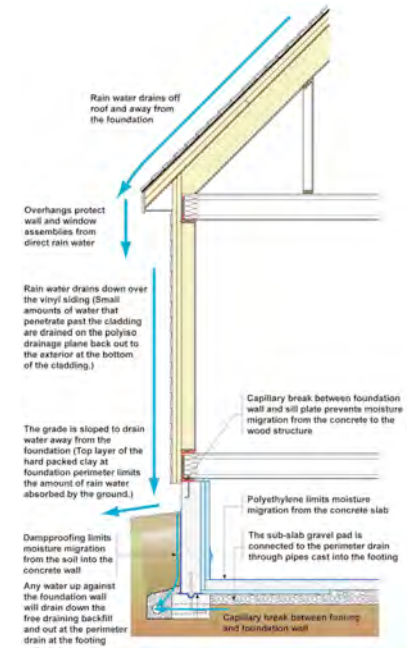 Rain water drains off
roof and away from
the foundation
Overhangs protect
wall and window
assemblies from
direct rain water
Rain water drains down over
the vinyl siding (Small
amounts of water that
penetrate past the cladding
are drained on the polyiso
drainage plane back out to
the exterior at the bottom
of the cladding.)
Capillary break between foundation
wall and sill plate prevents moisture
migration from the concrete to the
wood structure
The grade is sloped to drain
water away from the
foundation (Top layer of the
hard packed clay at
foundation perimeter limits
the amount of rain water
absorbed by the ground.)
Polyethylene limits moisture
migration from the concrete slab
Dampproofing limits
moisture migration
from the soil into the
concrete wall
The sub-slab gravel pad is
connected to the perimeter drain
through pipes cast into the footing
Any water up against
the foundation wall
will drain down the
free draining backfill
and out at the perimeter
drain at the footing
Capillary break between footing
and foundation wall